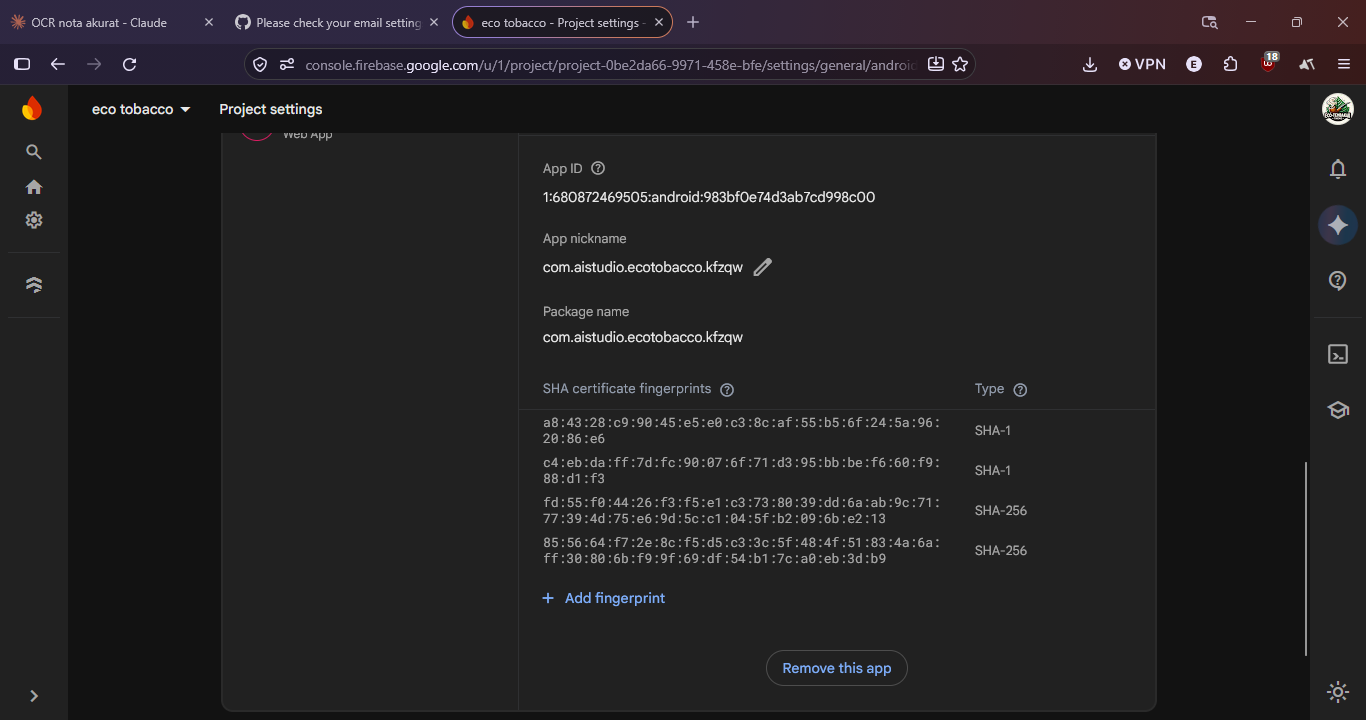 OCR nota akurat - Claude
Please check your email setting
eco tobacco - Project settings -
console.firebase.google.com/u/1/project/project-0be2da66-9971-458e-bfe/settings/general/android
VPN
E
18
eco tobacco
Project settings
Web App
App ID
1:680872469505:android:983bf0e74d3ab7cd998c00
App nickname
com.aistudio.ecotobacco.kfzqw
Package name
com.aistudio.ecotobacco.kfzqw
SHA certificate fingerprints
Type
a8:43:28:c9:90:45:e5:e0:c3:8c:af:55:b5:6f:24:5a:96:
20:86:e6
SHA-1
c4:eb:da:ff:7d:fc:90:07:6f:71:d3:95:bb:be:f6:60:f9:
88:d1:f3
SHA-1
fd:55:f0:44:26:f3:f5:e1:c3:73:80:39:dd:6a:ab:9c:71:
77:39:4d:75:e6:9d:5c:c1:04:5f:b2:09:6b:e2:13
SHA-256
85:56:64:f7:2e:8c:f5:d5:c3:3c:5f:48:4f:51:83:4a:6a:
ff:30:80:6b:f9:9f:69:df:54:b1:7c:a0:eb:3d:b9
SHA-256
+ Add fingerprint
Remove this app